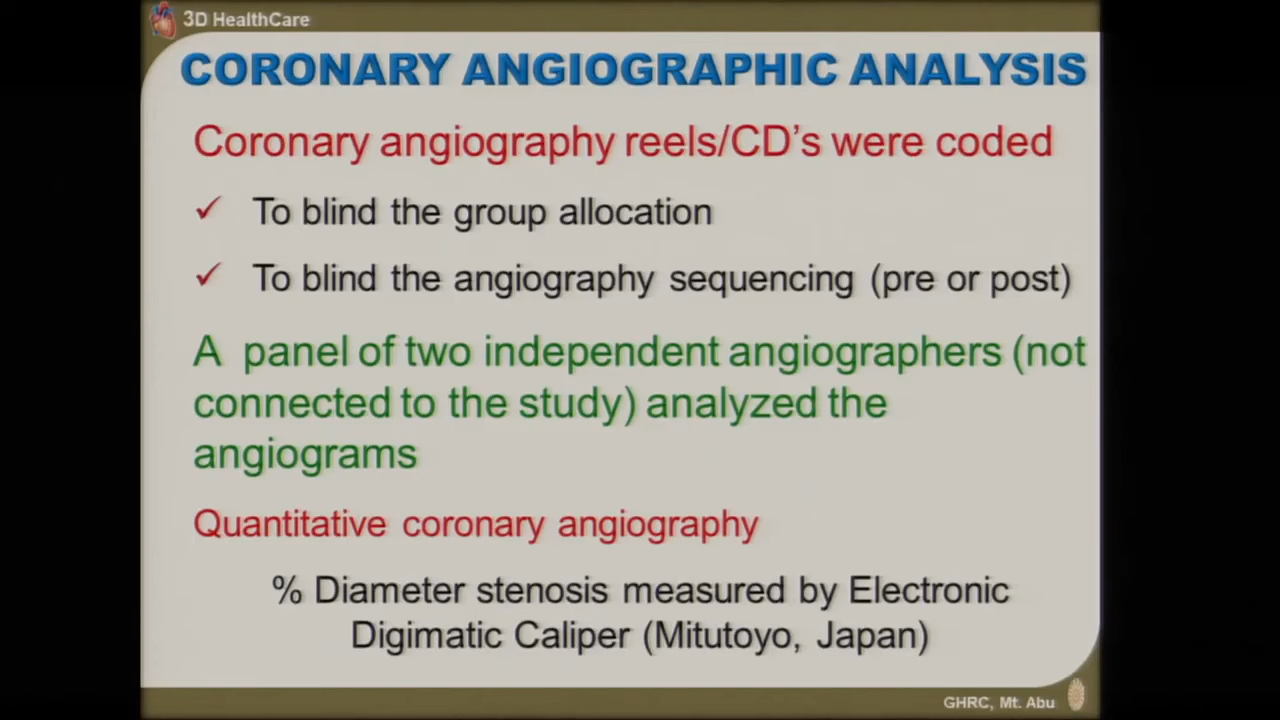 3D HealthCare
CORONARY ANGIOGRAPHIC ANALYSIS
Coronary angiography reels/CD's were coded
✓ To blind the group allocation
✓ To blind the angiography sequencing (pre or post)
A panel of two independent angiographers (not
connected to the study) analyzed the
angiograms
Quantitative coronary angiography
% Diameter stenosis measured by Electronic
Digimatic Caliper (Mitutoyo, Japan)
GHRC, Mt. Abu